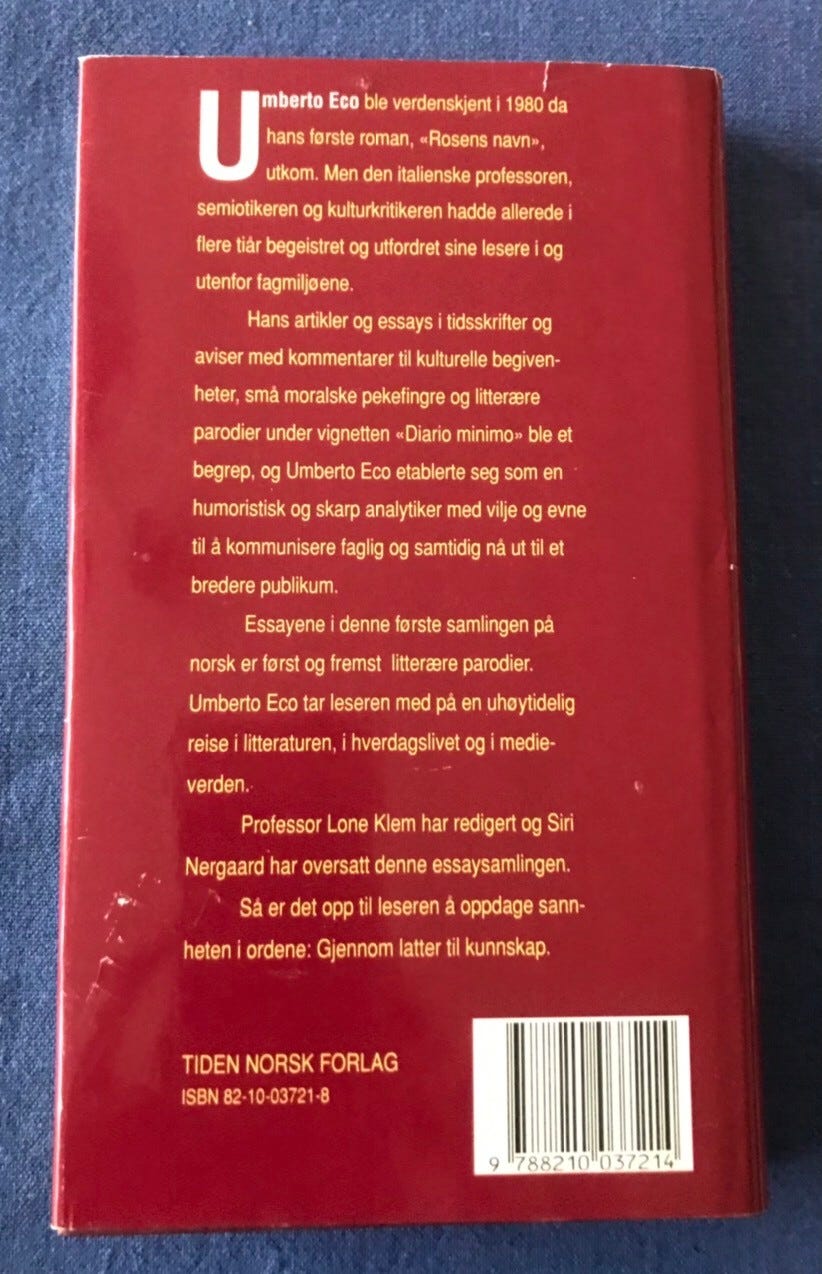 Umberto Eco ble verdenskjent i 1980 da
hans første roman, «Rosens navn»,
utkom. Men den italienske professoren,
semiotikeren og kulturkritikeren hadde allerede i
flere tiår begeistret og utfordret sine lesere i og
utenfor fagmiljøene.
Hans artikler og essays i tidsskrifter og
aviser med kommentarer til kulturelle begiven-
heter, små moralske pekefingre og litterære
parodier under vignetten «Diario minimo» ble et
begrep, og Umberto Eco etablerte seg som en
humoristisk og skarp analytiker med vilje og evne
til å kommunisere faglig og samtidig nå ut til et
bredere publikum.
Essayene i denne første samlingen på
norsk er først og fremst litterære parodier.
Umberto Eco tar leseren med på en uhøytidelig
reise i litteraturen, i hverdagslivet og i medie-
verden.
Professor Lone Klem har redigert og Siri
Nergaard har oversatt denne essaysamlingen.
Så er det opp til leseren å oppdage sann-
heten i ordene: Gjennom latter til kunnskap.
TIDEN NORSK FORLAG
ISBN 82-10-03721-8
9 788210 037214